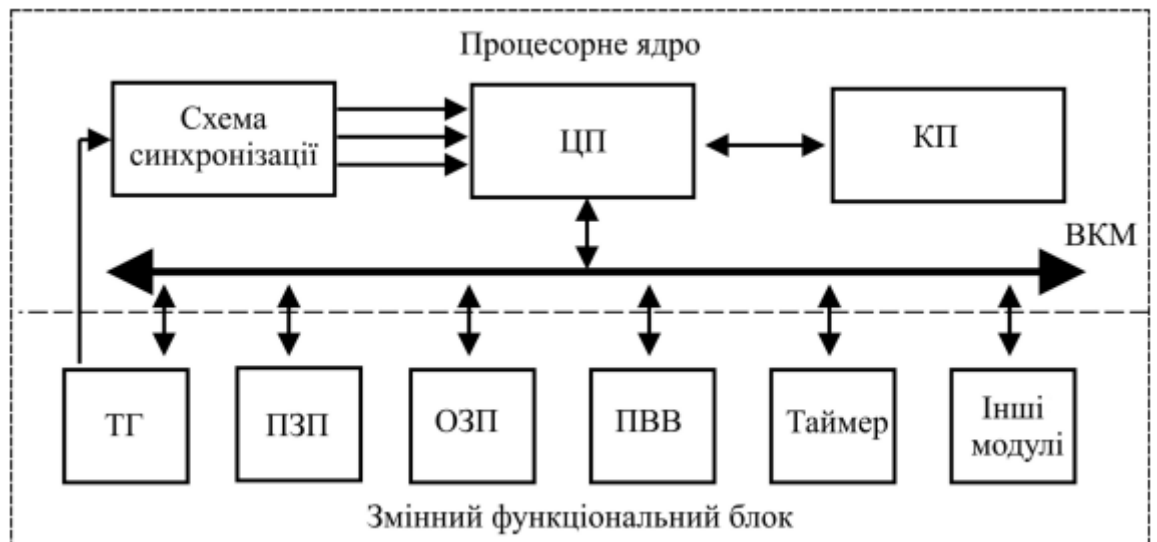 Процесорне ядро
Схема
синхронізації
ЦП
КП
ВКМ
ТГ
ПЗП
ОЗП
ПВВ
Таймер
Інші
модулі
Змінний функціональний блок